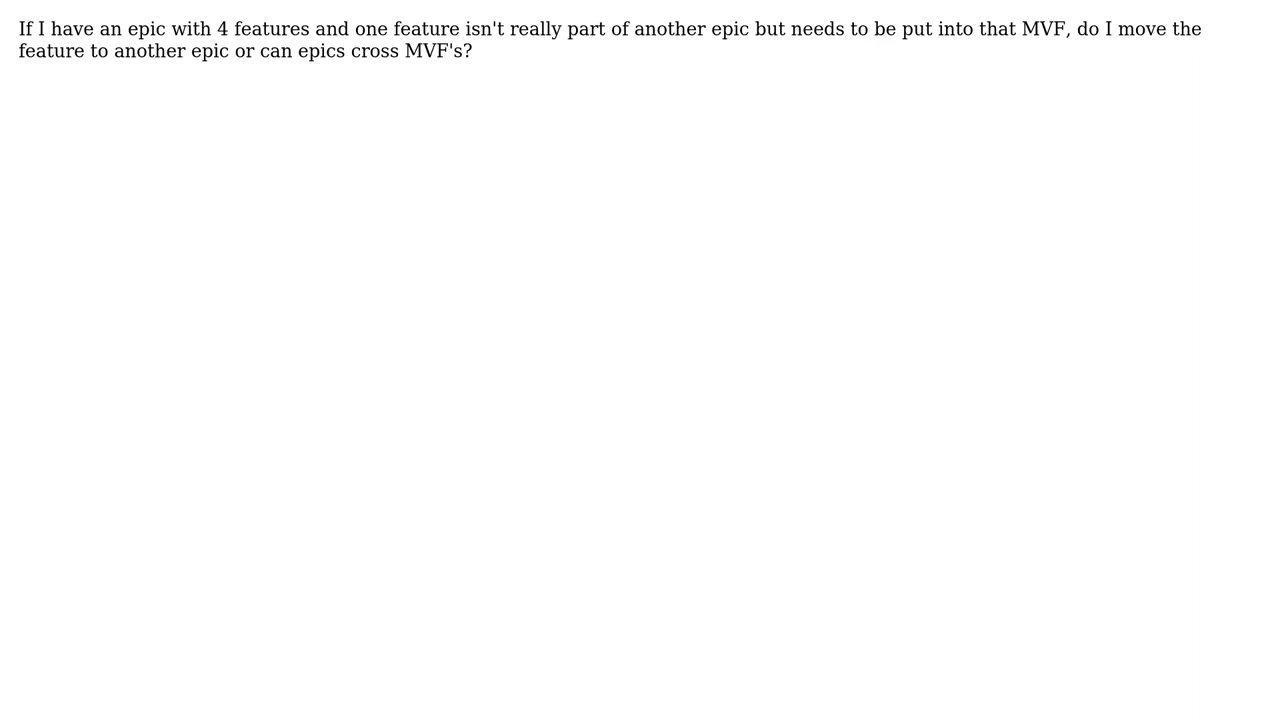 If I have an epic with 4 features and one feature isn't really part of another epic but needs to be put into that MVF, do I move the
feature to another epic or can epics cross MVF's?